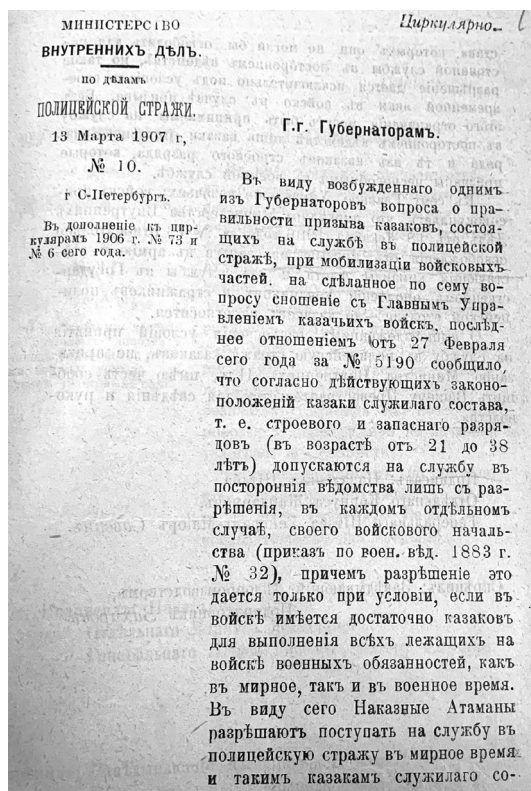 МИНИСТЕРСТВО
ВНУТРЕННИХЪ ДѢЛЪ.
ПО ДѢЛАМЪ
ПОЛИЦЕЙСКОЙ СТРАЖИ.
13 Марта 1907 г,
№ 10.
г С-Петербургъ.
Въ дополненіе къ цир-
кулярамъ 1906 г. № 73 и
№ 6 сего года.
Циркулярно.
Г.г. Губернаторамъ.
Въ виду возбужденнаго однимъ
изъ Губернаторовъ вопроса о пра-
вильности призыва казаковъ, состоя-
щихъ на службѣ въ полицейской
стражѣ, при мобилизаціи войсковыхъ
частей. на сдѣланное по сему во-
просу сношеніе съ Главнымъ Упра-
вленіемъ казачьихъ войскъ, послѣд-
нее отношеніемъ отъ 27 Февраля
сего года за № 5190 сообщило,
что согласно дѣйствующихъ законо-
положеній казаки служилаго состава,
т. е. строевого и запаснаго разря-
довъ (въ возрастѣ отъ 21 до 38
лѣтъ) допускаются на службу въ
постороннія вѣдомства лишь съ раз-
рѣшенія, въ каждомъ отдѣльномъ
случаѣ, своего войскового началь-
ства (приказъ по воен. вѣд. 1883 г.
№ 32), причемъ разрѣшеніе это
дается только при условіи, если въ
войскѣ имѣется достаточно казаковъ
для выполненія всѣхъ лежащихъ на
войскѣ военныхъ обязанностей, какъ
въ мирное, такъ и въ военное время.
Въ виду сего Наказные Атаманы
разрѣшаютъ поступать на службу въ
полицейскую стражу въ мирное время
и такимъ казакамъ служилаго со-